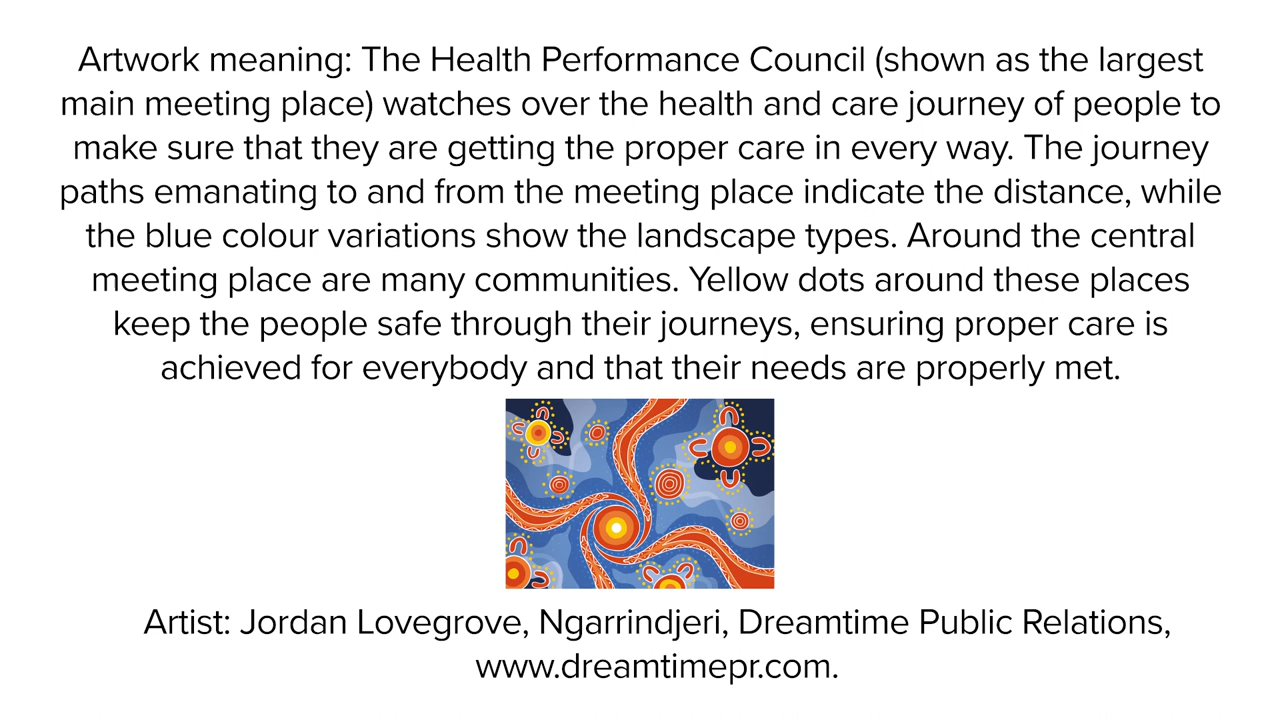 Artwork meaning: The Health Performance Council (shown as the largest
main meeting place) watches over the health and care journey of people to
make sure that they are getting the proper care in every way. The journey
paths emanating to and from the meeting place indicate the distance, while
the blue colour variations show the landscape types. Around the central
meeting place are many communities. Yellow dots around these places
keep the people safe through their journeys, ensuring proper care is
achieved for everybody and that their needs are properly met.
Artist: Jordan Lovegrove, Ngarrindjeri, Dreamtime Public Relations,
www.dreamtimepr.com.